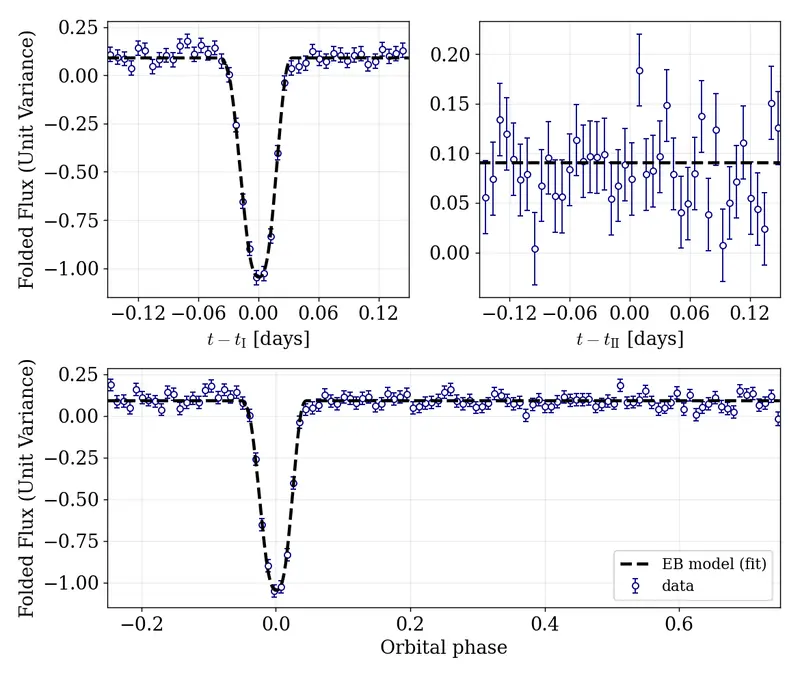 Folded Flux (Unit Variance)
0.25
0.00
−0.25
−0.50
−0.75
−1.00
−0.12 −0.06 0.00 0.06 0.12
t − tI [days]
0.20
0.15
0.10
0.05
0.00
−0.12 −0.06 0.00 0.06 0.12
t − tII [days]
Folded Flux (Unit Variance)
0.25
0.00
−0.25
−0.50
−0.75
−1.00
EB model (fit)
data
−0.2 0.0 0.2 0.4 0.6
Orbital phase